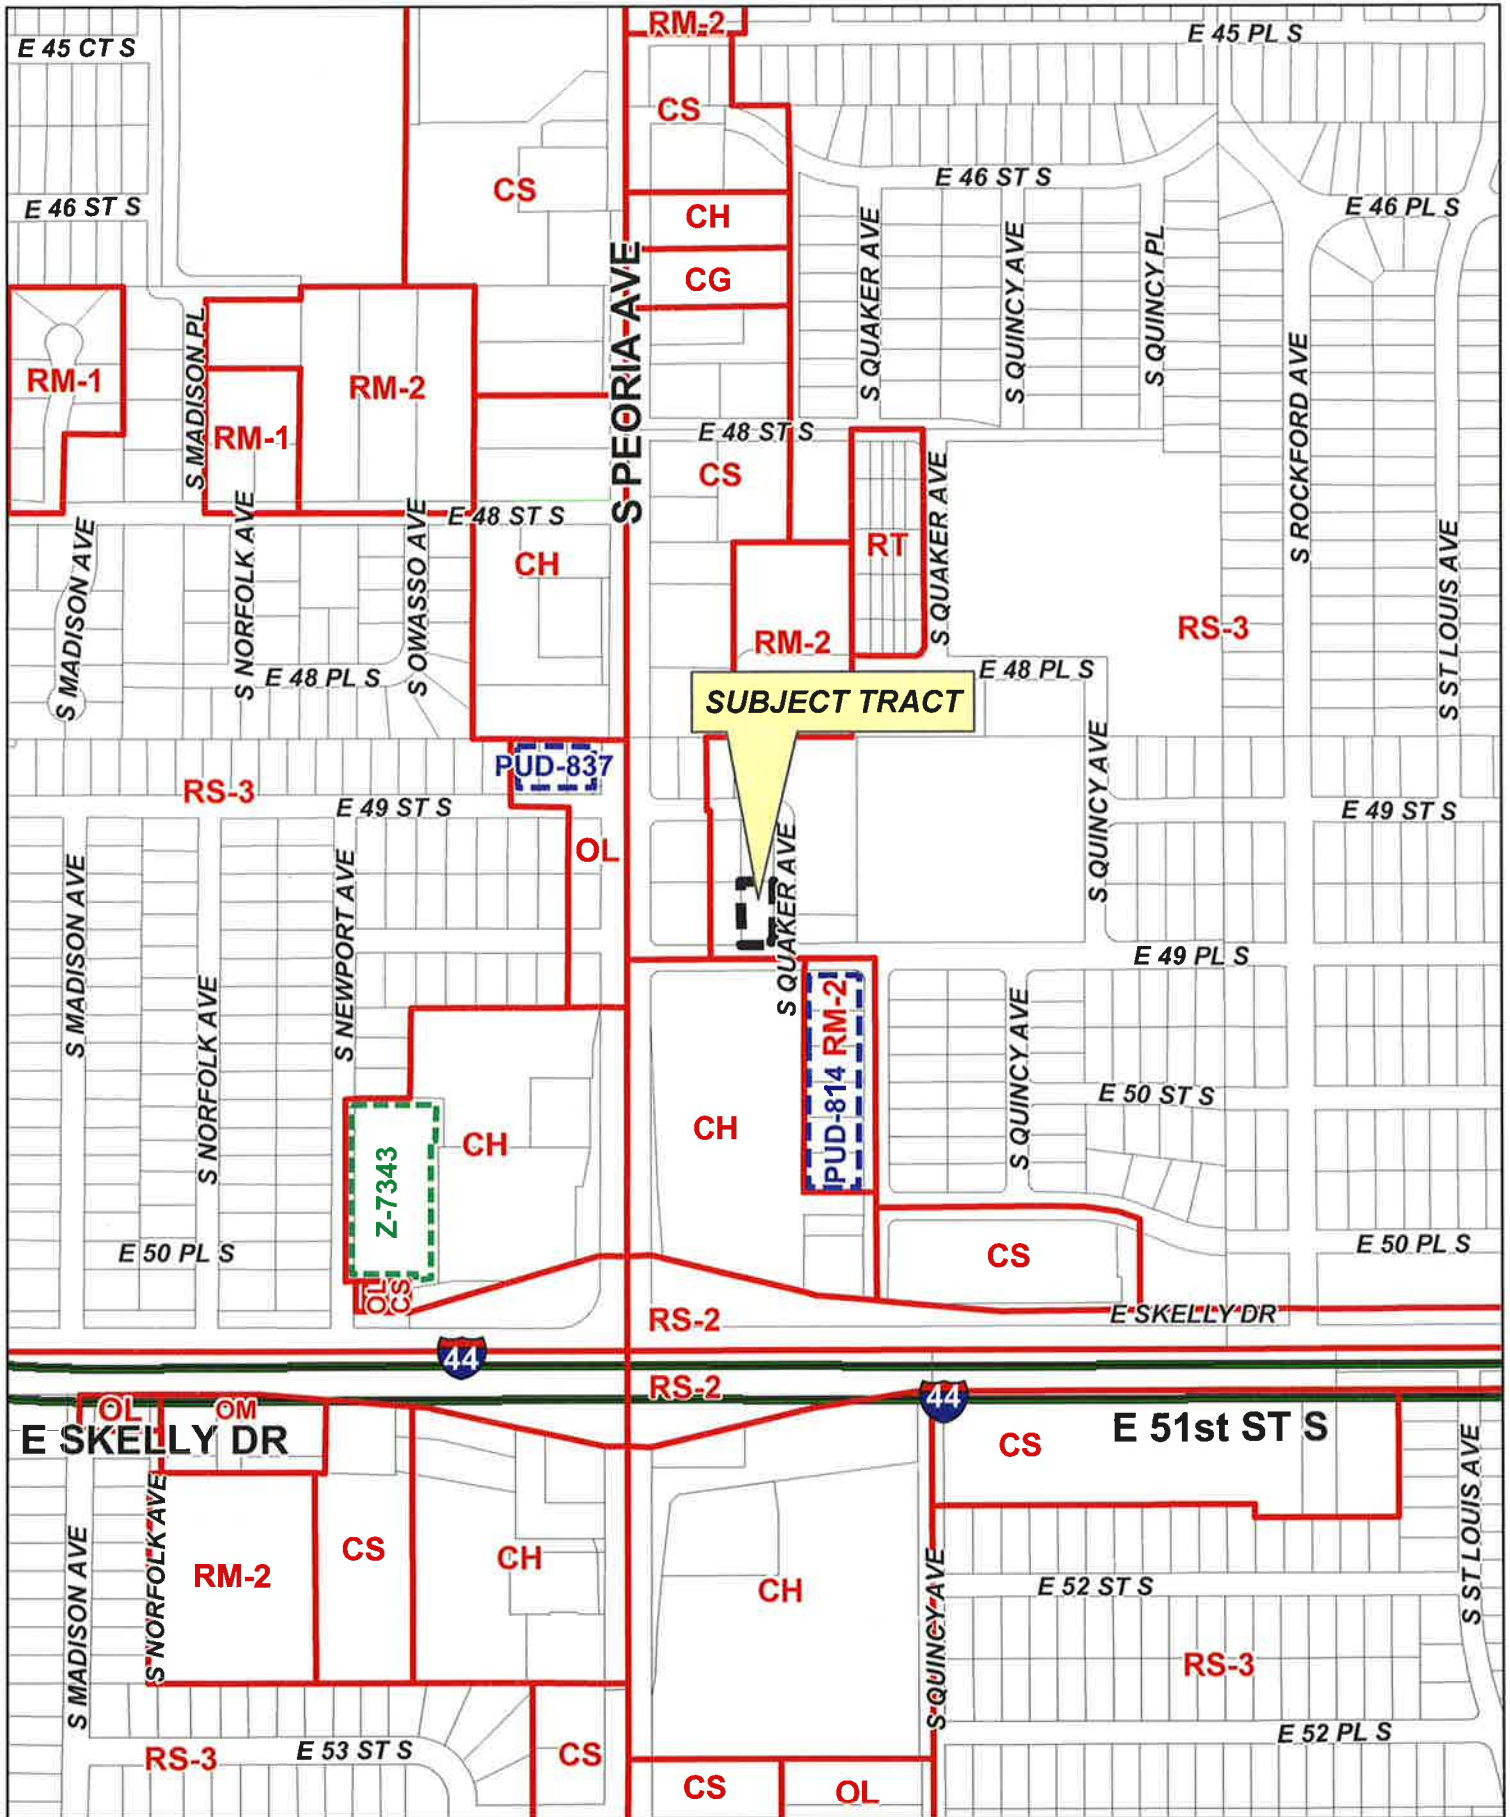 RM-2
E 45 PL S
E 45 CT S
CS
E 46 ST S
CS
E 46 ST S
E 46 PL S
CH
S QUAKER AVE
S QUINCY AVE
S QUINCY PL
CG
S PEORIA AVE
S MADISON PL
RM-1
RM-2
RM-1
S ROCKFORD AVE
E 48 ST S
CS
E 48 ST S
S QUAKER AVE
RT
CH
S MADISON AVE
S NORFOLK AVE
S OWASSO AVE
S ST LOUIS AVE
RS-3
RM-2
E 48 PL S
E 48 PL S
SUBJECT TRACT
PUD-837
RS-3
E 49 ST S
S QUINCY AVE
E 49 ST S
OL
S QUAKER AVE
S MADISON AVE
S NEWPORT AVE
E 49 PL S
S NORFOLK AVE
RM-2
PUD-814
S QUINCY AVE
E 50 ST S
CH
CH
Z-7343
E 50 PL S
CS
E 50 PL S
OL
CS
RS-2
E SKELLY DR
44
RS-2
44
OL
OM
E SKELLY DR
CS
E 51st ST S
S ST LOUIS AVE
S MADISON AVE
S NORFOLK AVE
RM-2
CS
CH
CH
S QUINCY AVE
E 52 ST S
RS-3
E 52 PL S
RS-3
E 53 ST S
CS
CS
OL